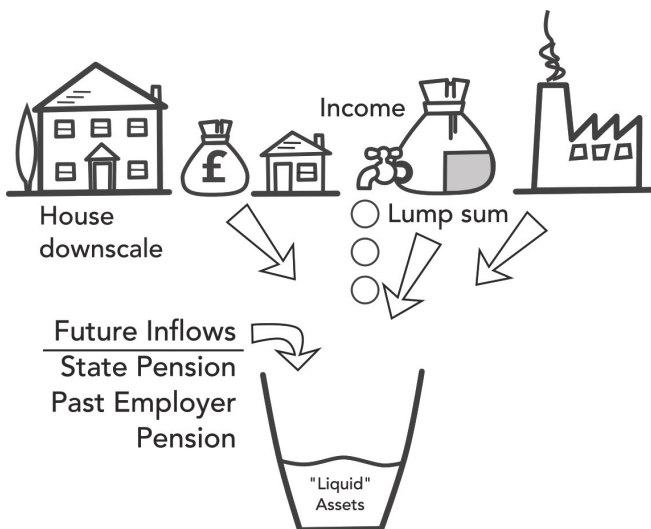 Income
£
House
downscale
Lump sum
Future Inflows
State Pension
Past Employer
Pension
"Liquid"
Assets